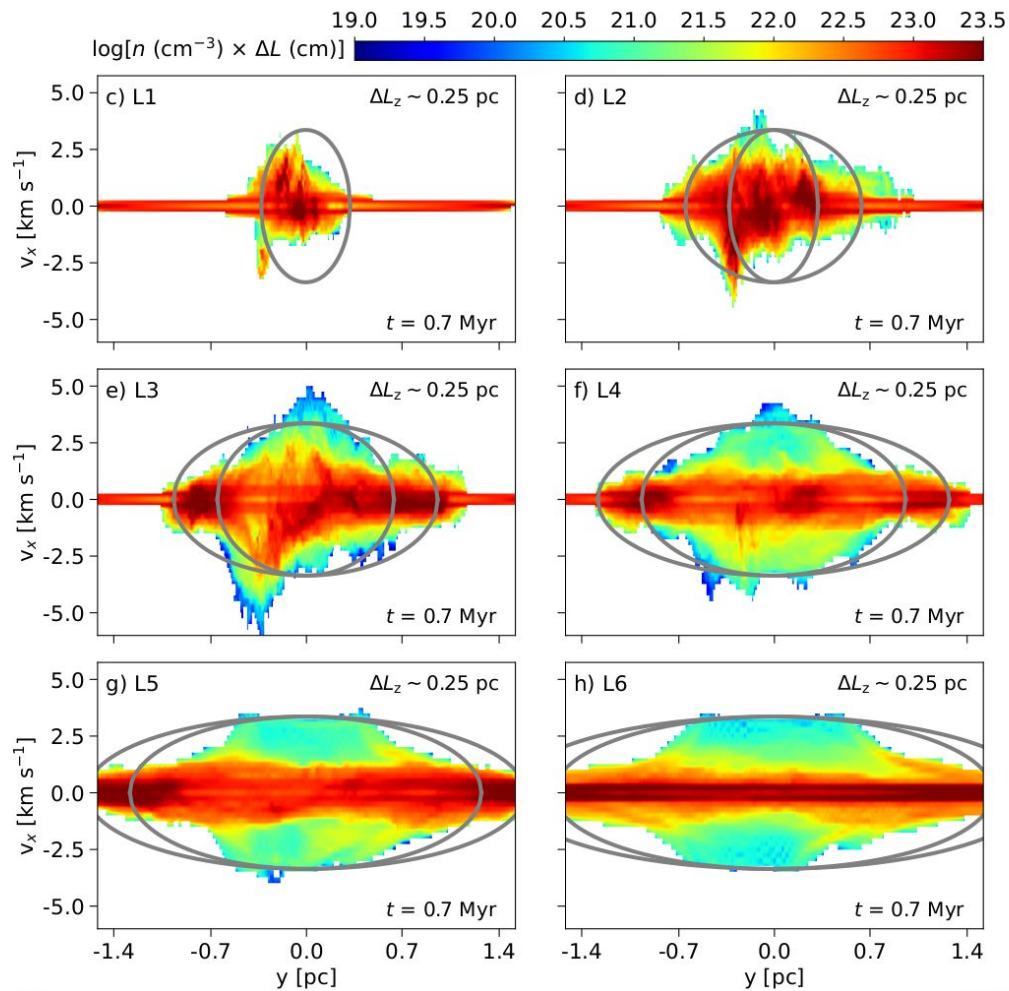 19.0 19.5 20.0 20.5 21.0 21.5 22.0 22.5 23.0 23.5
log[n (cm⁻³) × ΔL (cm)]
c) L1 ΔL_z ~ 0.25 pc
d) L2 ΔL_z ~ 0.25 pc
5.0
2.5
0.0
-2.5
-5.0
v_x [km s⁻¹]
t = 0.7 Myr
t = 0.7 Myr
e) L3 ΔL_z ~ 0.25 pc
f) L4 ΔL_z ~ 0.25 pc
5.0
2.5
0.0
-2.5
-5.0
v_x [km s⁻¹]
t = 0.7 Myr
t = 0.7 Myr
g) L5 ΔL_z ~ 0.25 pc
h) L6 ΔL_z ~ 0.25 pc
5.0
2.5
0.0
-2.5
-5.0
v_x [km s⁻¹]
t = 0.7 Myr
t = 0.7 Myr
-1.4 -0.7 0.0 0.7 1.4
-1.4 -0.7 0.0 0.7 1.4
y [pc]
y [pc]